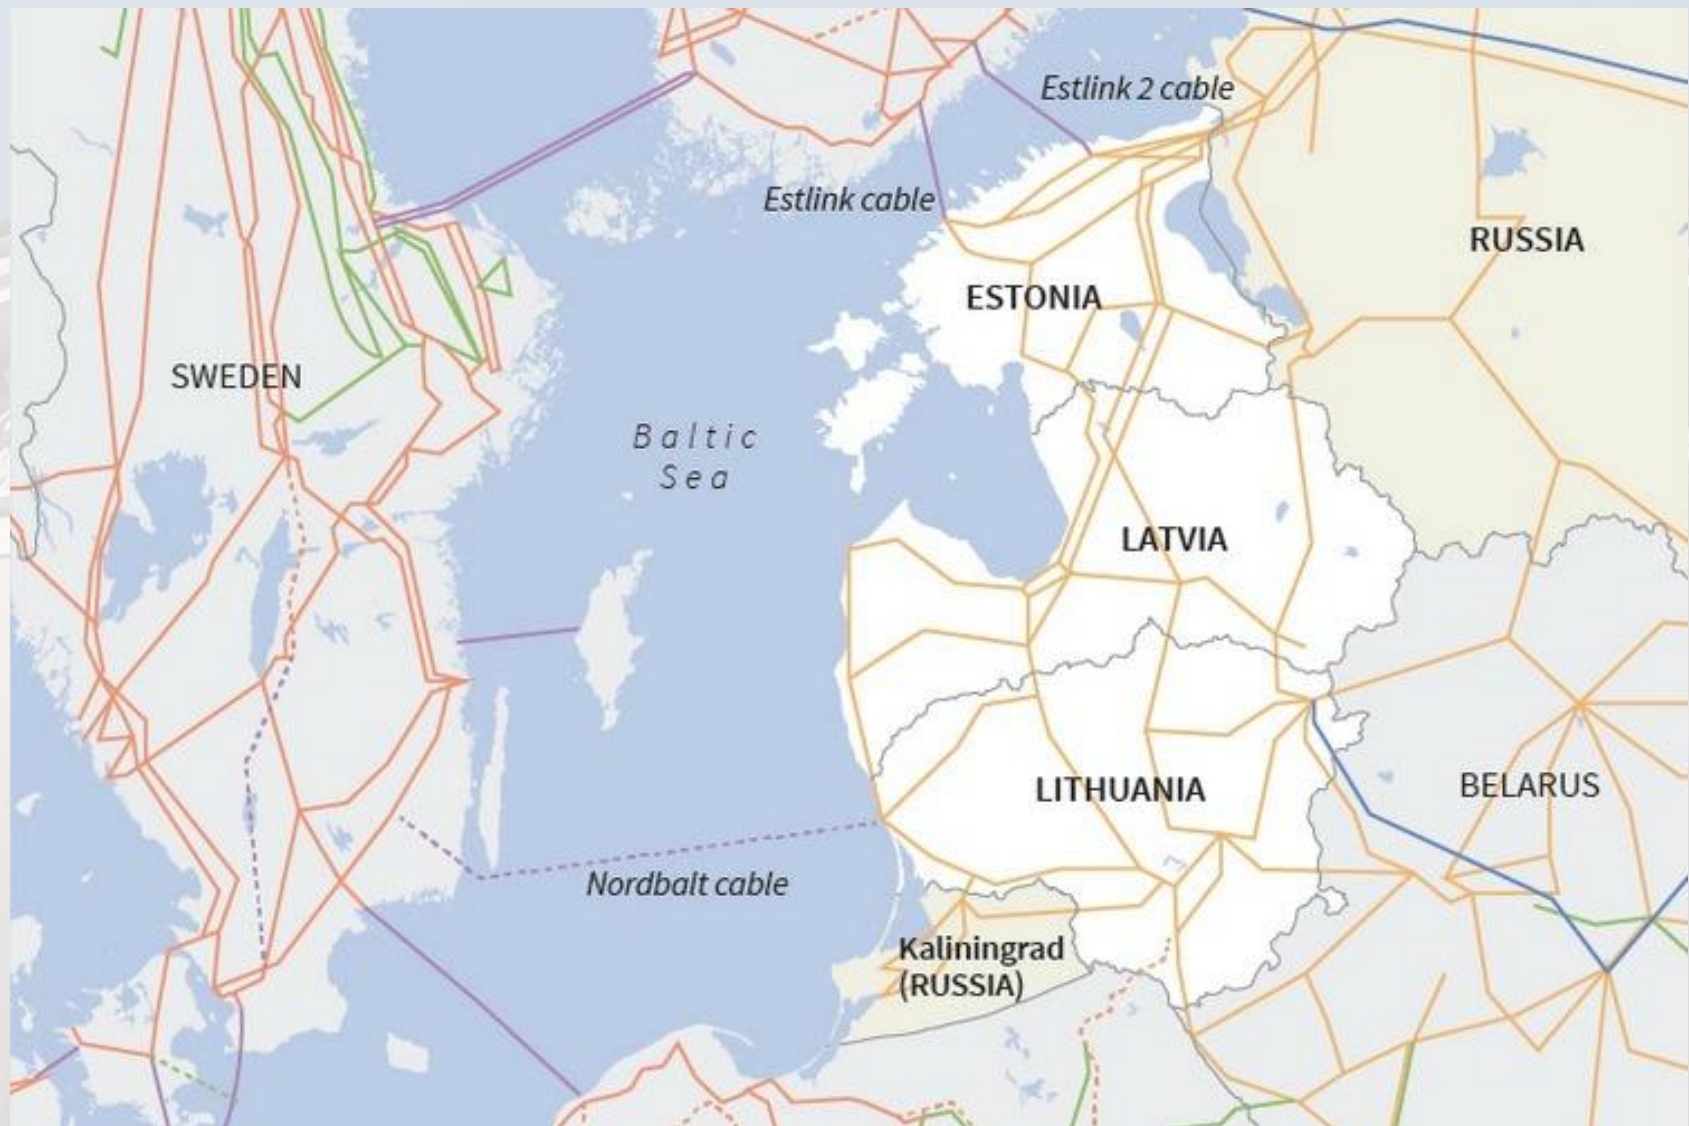 Estlink 2 cable
Estlink cable
RUSSIA
ESTONIA
SWEDEN
Baltic
Sea
LATVIA
LITHUANIA
BELARUS
Nordbalt cable
Kaliningrad
(RUSSIA)